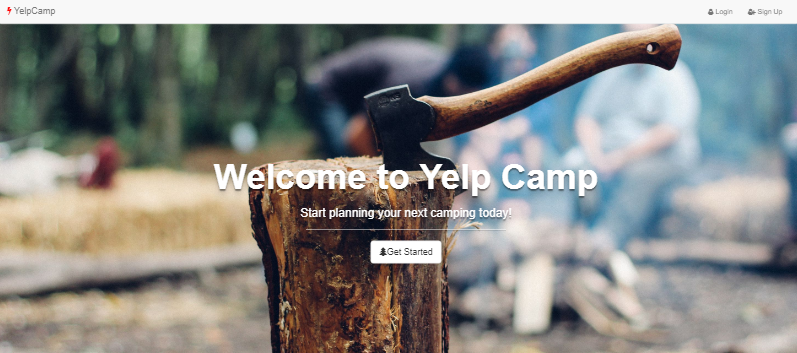 YelpCamp
Login
Sign Up
Welcome to Yelp Camp
Start planning your next camping today!
Get Started